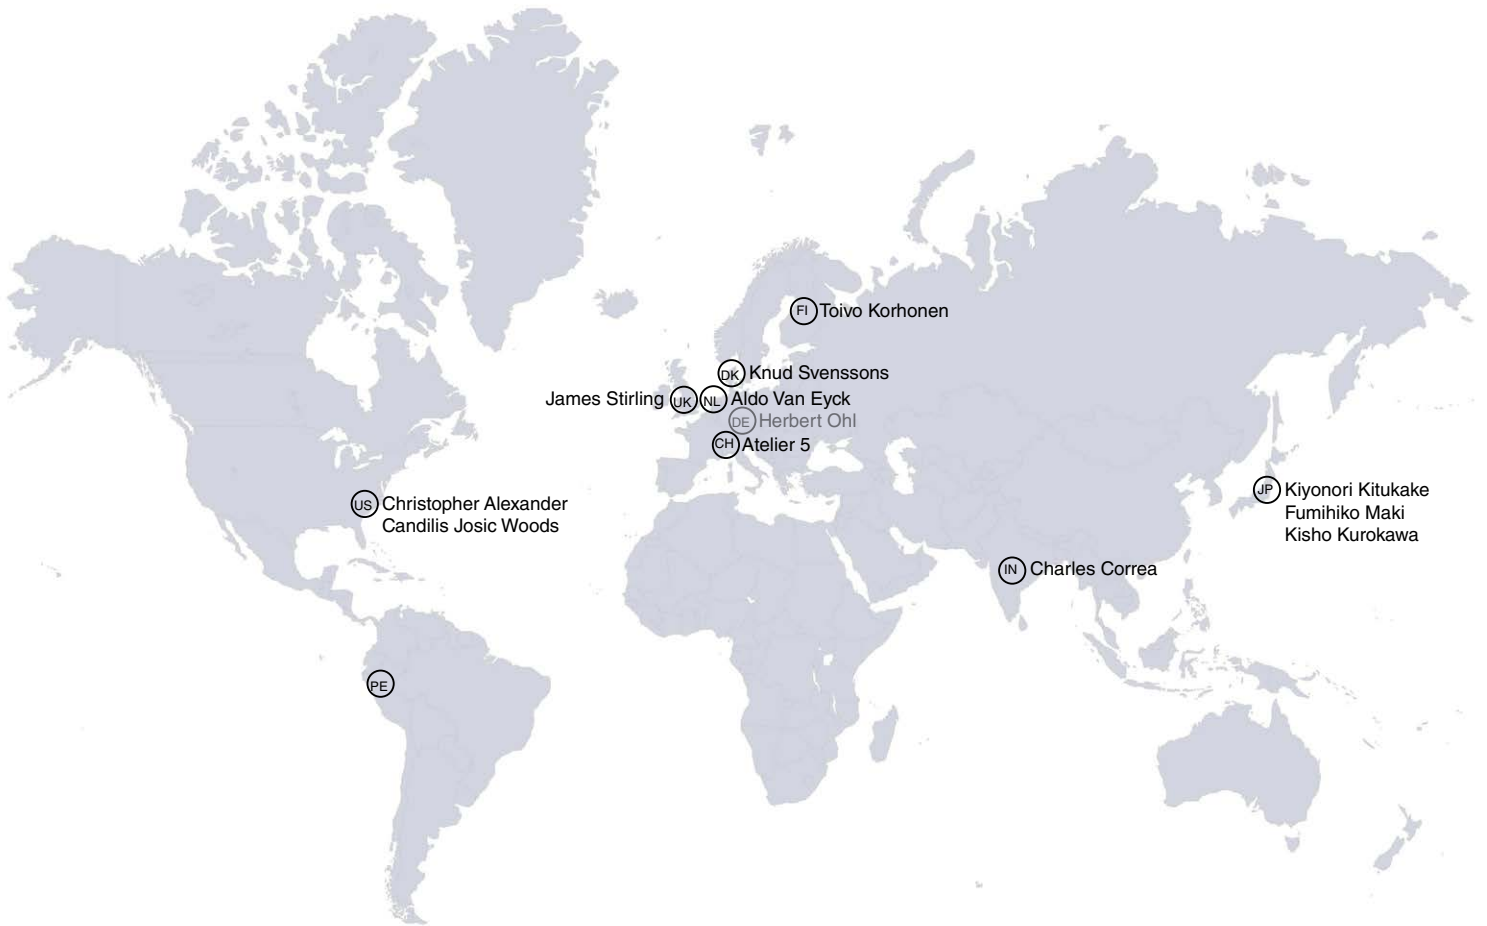 FI Toivo Korhonen
DK Knud Svenssons
James Stirling UK NL Aldo Van Eyck
DE Herbert Ohl
CH Atelier 5
US Christopher Alexander
Candilis Josic Woods
JP Kiyonori Kitukake
Fumihiko Maki
Kisho Kurokawa
IN Charles Correa
PE